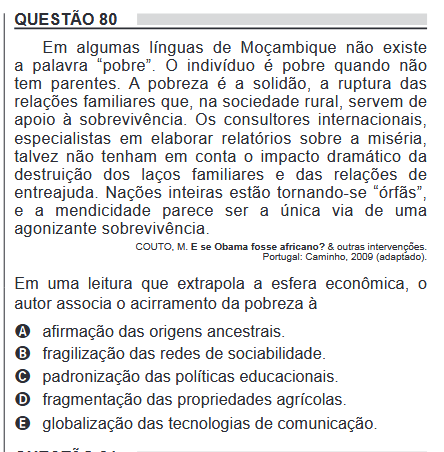 QUESTÃO 80
Em algumas línguas de Moçambique não existe
a palavra “pobre”. O indivíduo é pobre quando não
tem parentes. A pobreza é a solidão, a ruptura das
relações familiares que, na sociedade rural, servem de
apoio à sobrevivência. Os consultores internacionais,
especialistas em elaborar relatórios sobre a miséria,
talvez não tenham em conta o impacto dramático da
destruição dos laços familiares e das relações de
entreajuda. Nações inteiras estão tornando-se “órfãs”,
e a mendicidade parece ser a única via de uma
agonizante sobrevivência.
COUTO, M. E se Obama fosse africano? & outras intervenções.
Portugal: Caminho, 2009 (adaptado).
Em uma leitura que extrapola a esfera econômica, o
autor associa o acirramento da pobreza à
A afirmação das origens ancestrais.
B fragilização das redes de sociabilidade.
C padronização das políticas educacionais.
D fragmentação das propriedades agrícolas.
E globalização das tecnologias de comunicação.